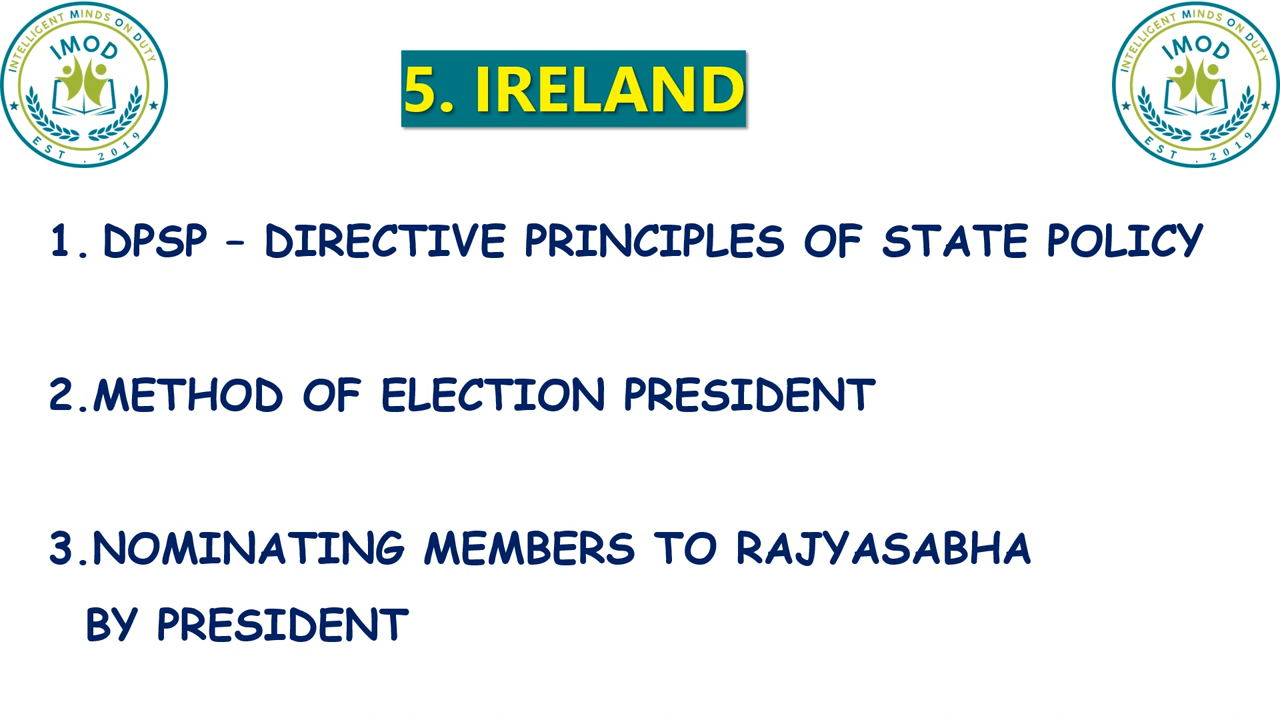 INTELLIGENT MINDS ON DUTY
IMOD
EST . 2019
5. IRELAND
INTELLIGENT MINDS ON DUTY
IMOD
EST . 2019
1. DPSP – DIRECTIVE PRINCIPLES OF STATE POLICY
2.METHOD OF ELECTION PRESIDENT
3.NOMINATING MEMBERS TO RAJYASABHA
BY PRESIDENT